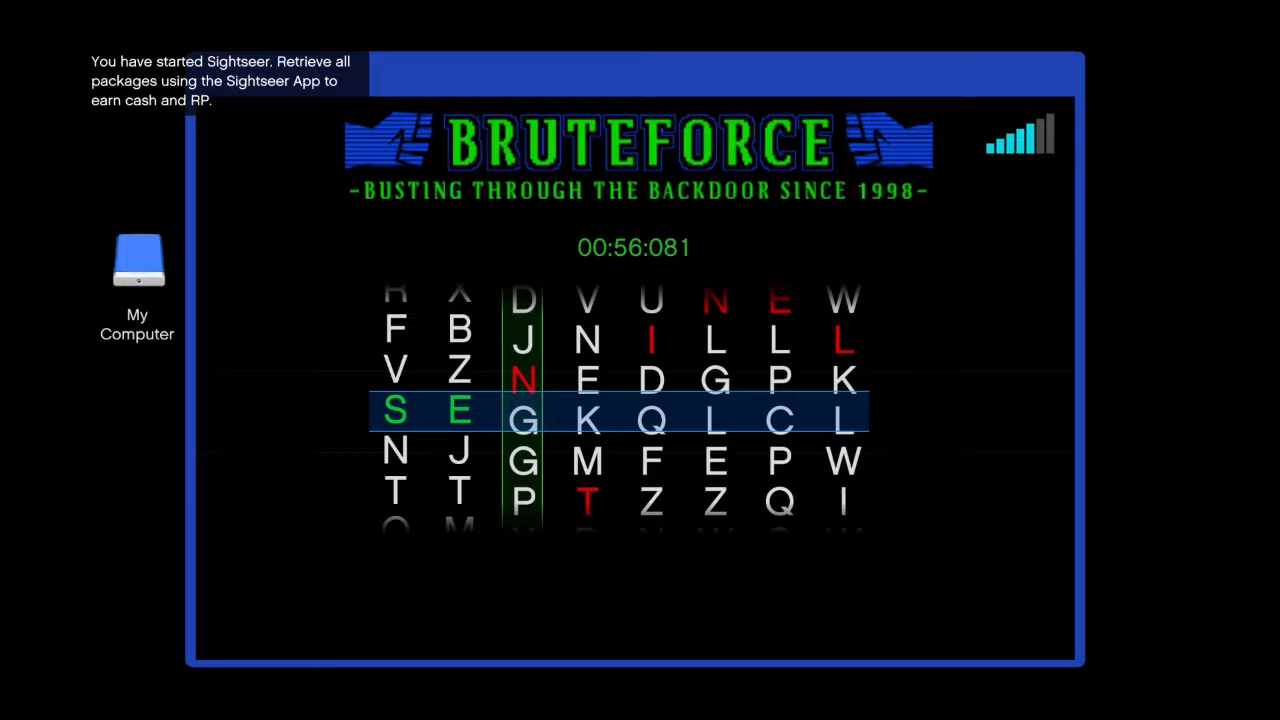 You have started Sightseer. Retrieve all
packages using the Sightseer App to
earn cash and RP.
BRUTEFORCE
-BUSTING THROUGH THE BACKDOOR SINCE 1998-
00:56:081
My
Computer
R X D V U N E W
F B J N I L L L
V Z N E D G P K
S E G K Q L C L
N J G M F E P W
T T P T Z Z Q I